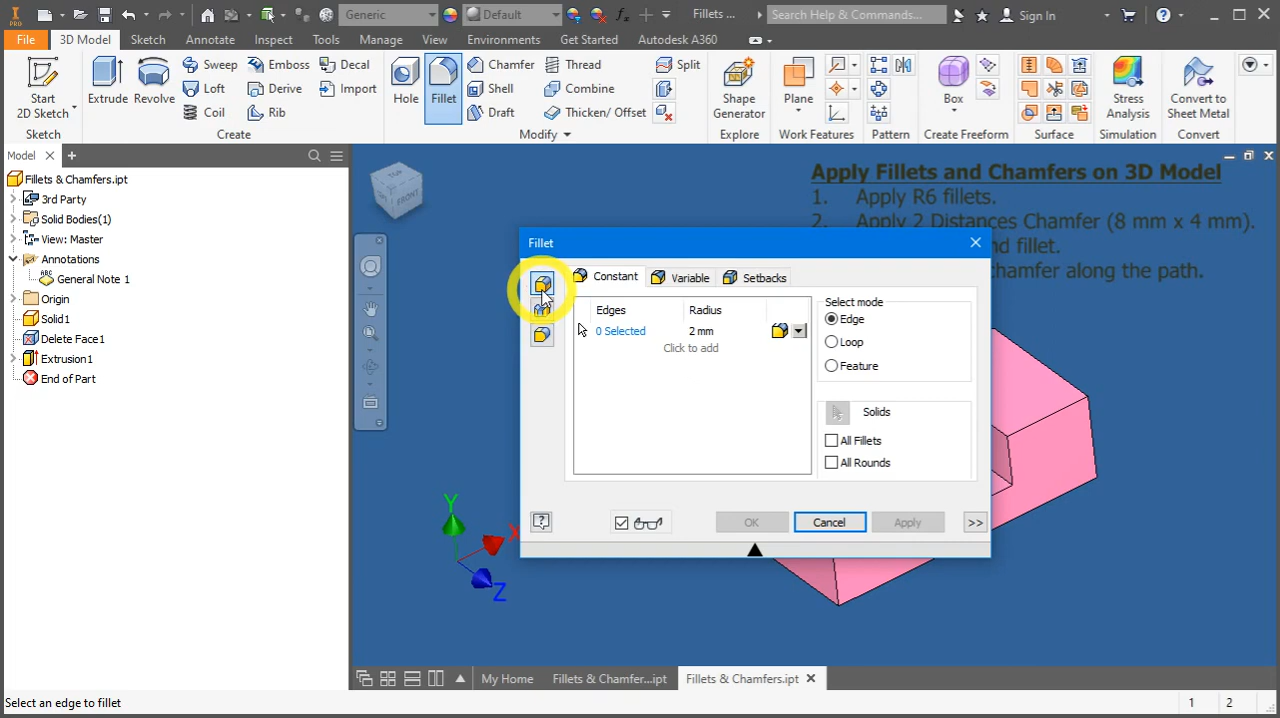 PRO
Generic
Default
Fillets ...
Search Help & Commands...
Sign In
File
3D Model
Sketch
Annotate
Inspect
Tools
Manage
View
Environments
Get Started
Autodesk A360
Start
2D Sketch
Extrude
Revolve
Sweep
Loft
Coil
Emboss
Derive
Rib
Decal
Import
Hole
Fillet
Chamfer
Shell
Draft
Thread
Combine
Thicken/ Offset
Split
Shape
Generator
Plane
Box
Stress
Analysis
Convert to
Sheet Metal
Sketch
Create
Modify
Explore
Work Features
Pattern
Create Freeform
Surface
Simulation
Convert
Model
Fillets & Chamfers.ipt
3rd Party
Solid Bodies(1)
View: Master
Annotations
ABC
General Note 1
Origin
Solid1
Delete Face1
Extrusion1
End of Part
FRONT
Apply Fillets and Chamfers on 3D Model
1. Apply R6 fillets.
2. Apply 2 Distances Chamfer (8 mm x 4 mm).
nd fillet.
chamfer along the path.
Fillet
Constant
Variable
Setbacks
Edges
Radius
0 Selected
2 mm
Click to add
Select mode
Edge
Loop
Feature
Solids
All Fillets
All Rounds
OK
Cancel
Apply
>>
Y
X
Z
My Home
Fillets & Chamfer...ipt
Fillets & Chamfers.ipt
Select an edge to fillet
1
2